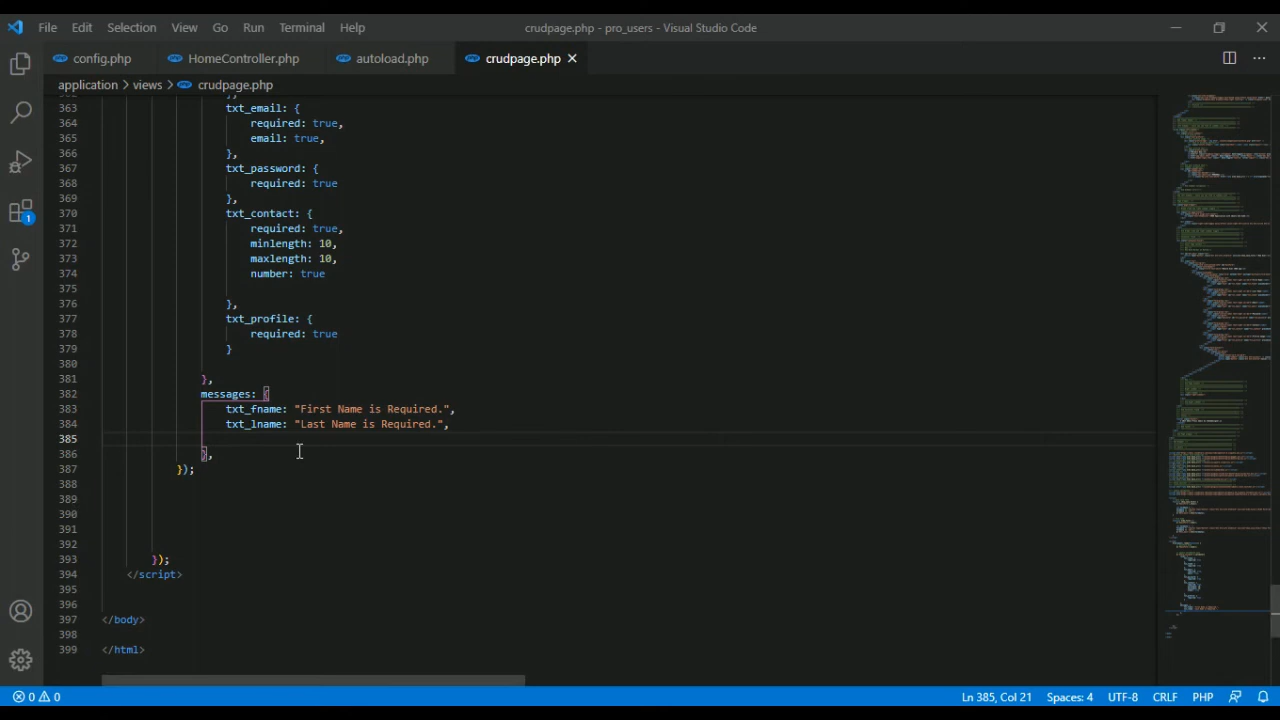 File Edit Selection View Go Run Terminal Help crudpage.php - pro_users - Visual Studio Code
config.php HomeController.php autoload.php crudpage.php
application > views > crudpage.php
363 txt_email: {
364 required: true,
365 email: true,
366 },
367 txt_password: {
368 required: true
369 },
370 txt_contact: {
371 required: true,
372 minlength: 10,
373 maxlength: 10,
374 number: true
375
376 },
377 txt_profile: {
378 required: true
379 }
380
381 },
382 messages: {
383 txt_fname: "First Name is Required.",
384 txt_lname: "Last Name is Required.",
385
386 },
387 });
388
389
390
391
392
393 });
394 </script>
395
396
397 </body>
398
399 </html>
1
0 0 Ln 385, Col 21 Spaces: 4 UTF-8 CRLF PHP